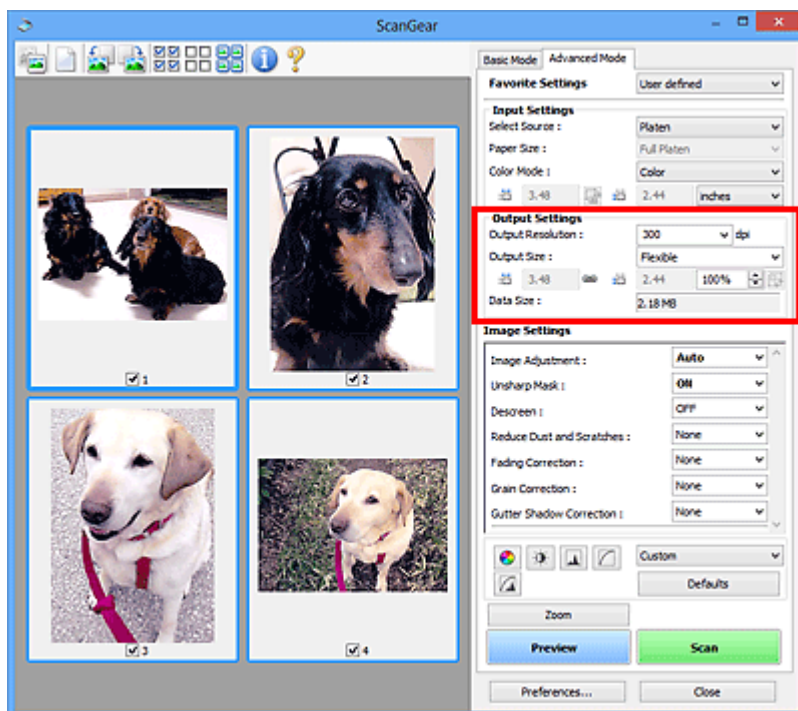 ScanGear
Basic Mode Advanced Mode
Favorite Settings User defined
Input Settings
Select Source : Platen
Paper Size : Full Platen
Color Mode : Color
3.48 2.44 inches
Output Settings
Output Resolution : 300 dpi
Output Size : Flexible
3.48 2.44 100%
Data Size : 2.18 MB
Image Settings
Image Adjustment : Auto
Unsharp Mask : ON
Descreen : OFF
Reduce Dust and Scratches : None
Fading Correction : None
Grain Correction : None
Gutter Shadow Correction : None
Custom
Defaults
Zoom
Preview Scan
Preferences... Close
1
2
3
4